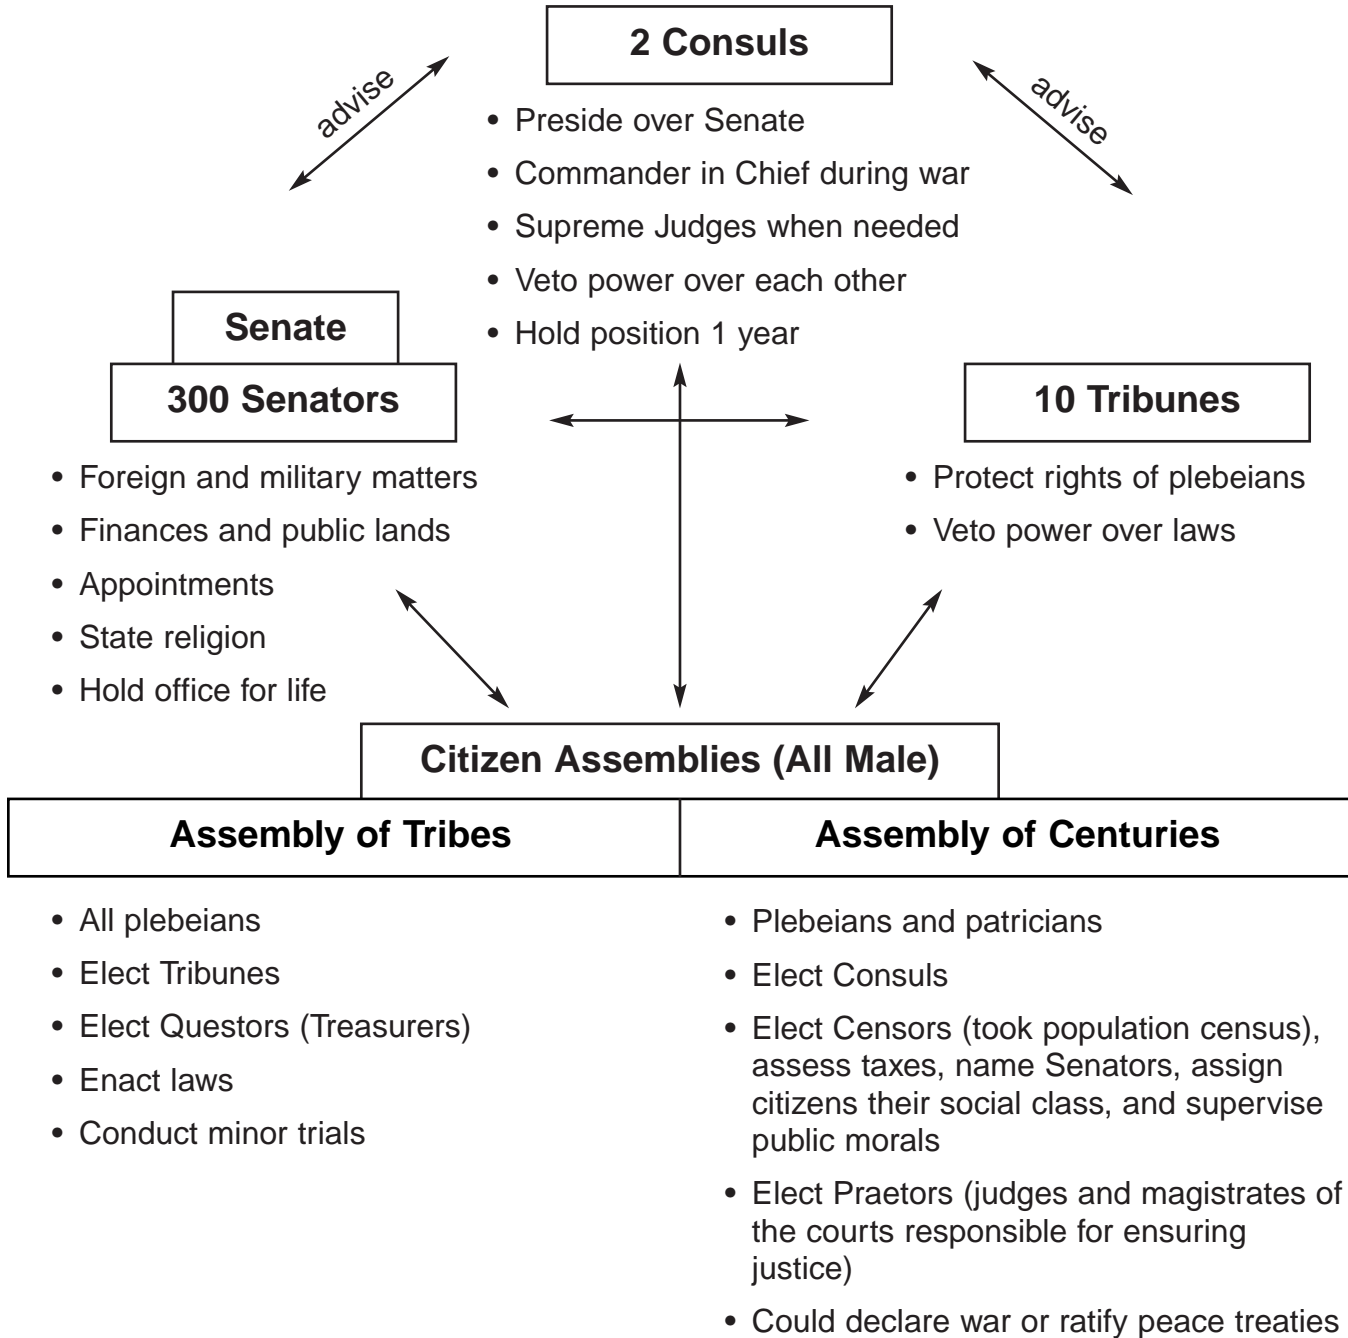 2 Consuls
advise
advise
• Preside over Senate
• Commander in Chief during war
• Supreme Judges when needed
• Veto power over each other
• Hold position 1 year
Senate
300 Senators
• Foreign and military matters
• Finances and public lands
• Appointments
• State religion
• Hold office for life
10 Tribunes
• Protect rights of plebeians
• Veto power over laws
Citizen Assemblies (All Male)
Assembly of Tribes
• All plebeians
• Elect Tribunes
• Elect Questors (Treasurers)
• Enact laws
• Conduct minor trials
Assembly of Centuries
• Plebeians and patricians
• Elect Consuls
• Elect Censors (took population census),
assess taxes, name Senators, assign
citizens their social class, and supervise
public morals
• Elect Praetors (judges and magistrates of
the courts responsible for ensuring
justice)
• Could declare war or ratify peace treaties